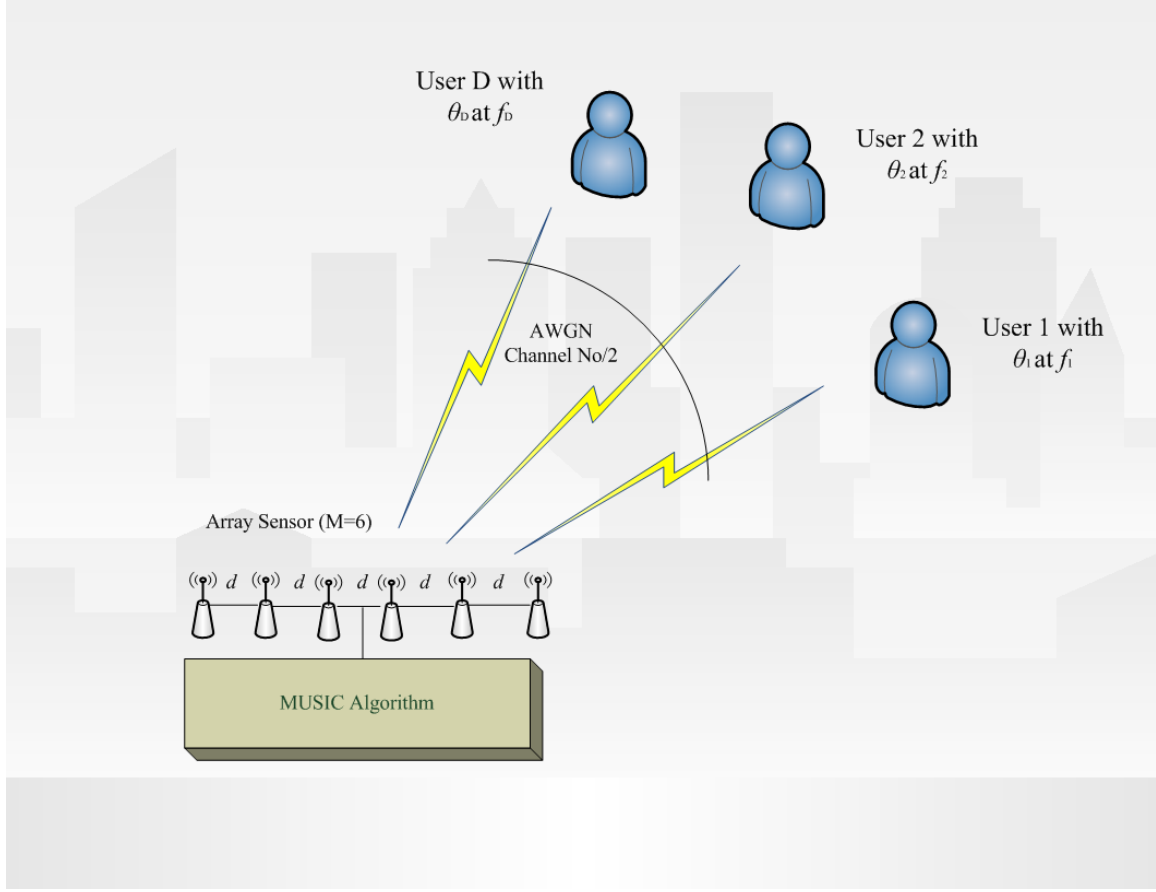 User D with
θD at fD
User 2 with
θ2 at f2
User 1 with
θ1 at f1
AWGN
Channel No/2
Array Sensor (M=6)
d d d d d
MUSIC Algorithm